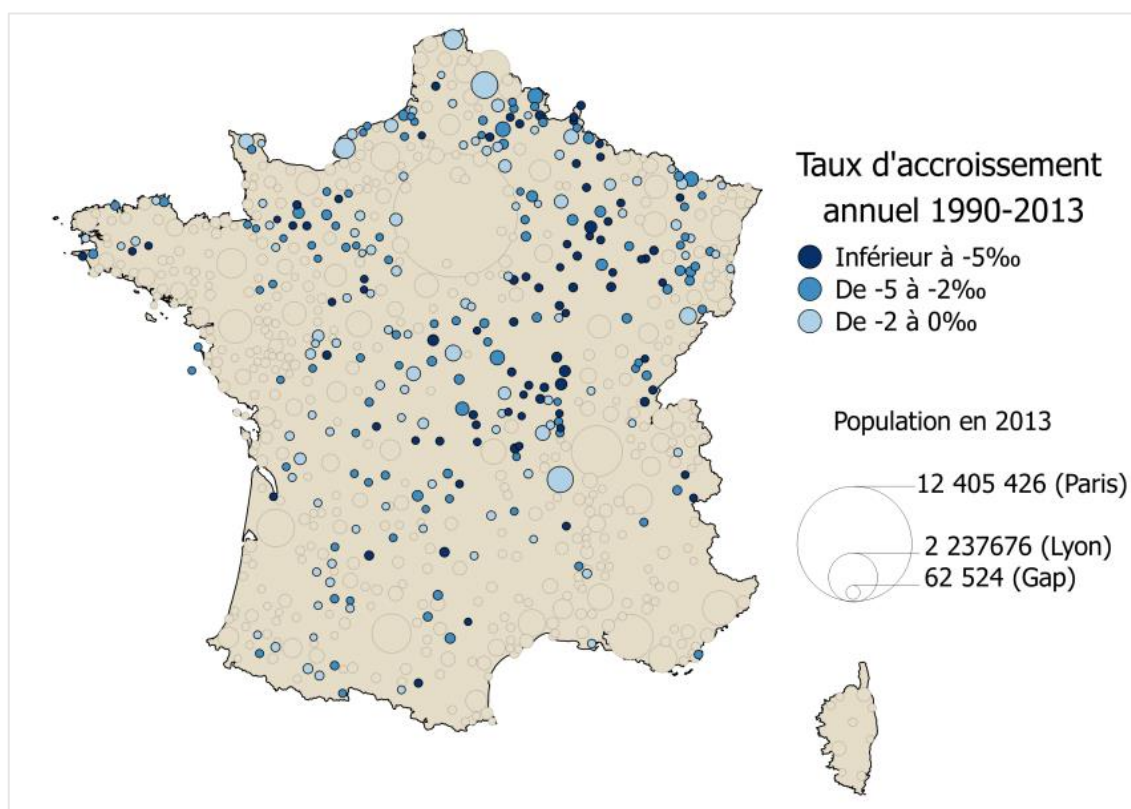 Taux d'accroissement
annuel 1990-2013
Inférieur à -5‰
De -5 à -2‰
De -2 à 0‰
Population en 2013
12 405 426 (Paris)
2 237676 (Lyon)
62 524 (Gap)